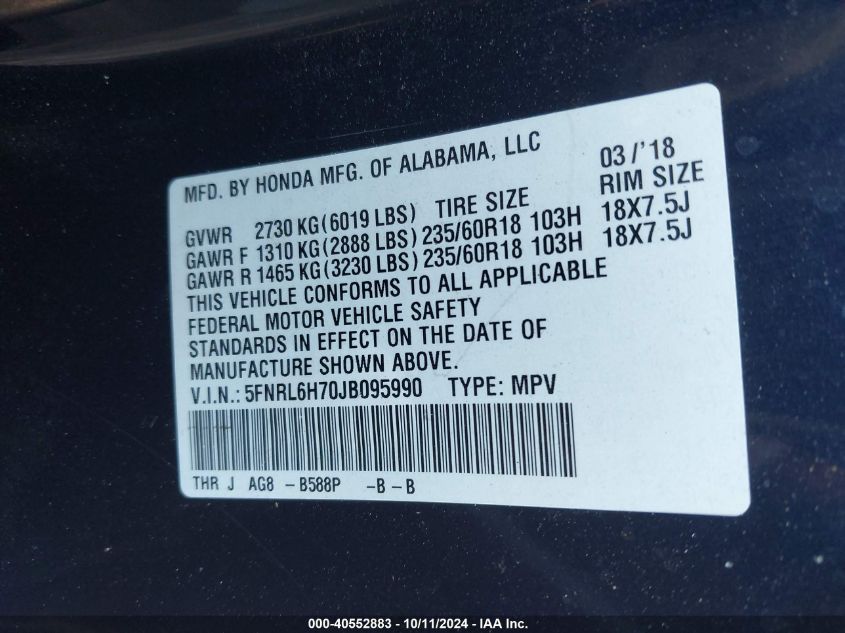 MFD. BY HONDA MFG. OF ALABAMA, LLC 03/'18
GVWR 2730 KG(6019 LBS) TIRE SIZE RIM SIZE
GAWR F 1310 KG(2888 LBS) 235/60R18 103H 18X7.5J
GAWR R 1465 KG(3230 LBS) 235/60R18 103H 18X7.5J
THIS VEHICLE CONFORMS TO ALL APPLICABLE
FEDERAL MOTOR VEHICLE SAFETY
STANDARDS IN EFFECT ON THE DATE OF
MANUFACTURE SHOWN ABOVE.
V.I.N.: 5FNRL6H70JB095990 TYPE: MPV
THR J AG8 -B588P -B-B
000-40552883 - 10/11/2024 - IAA Inc.